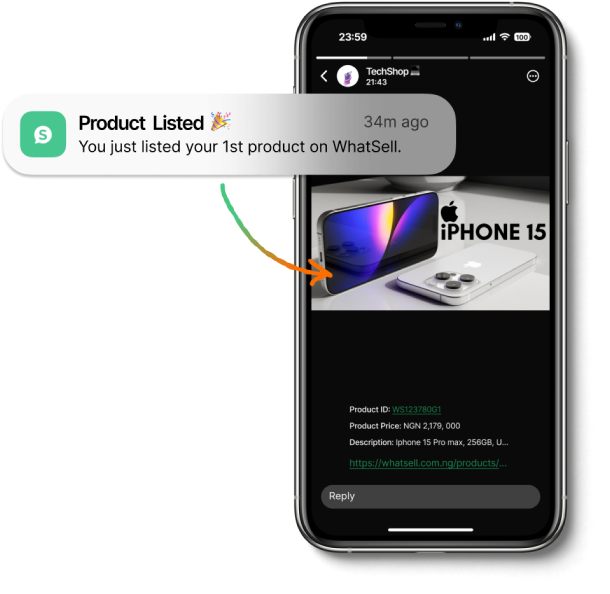 23:59
100
TechShop💻
21:43
Product Listed 🎉
34m ago
You just listed your 1st product on WhatSell.
S
iPHONE 15
Product ID: WS123780G1
Product Price: NGN 2,179, 000
Description: Iphone 15 Pro max, 256GB, U...
https://whatsell.com.ng/products/...
Reply